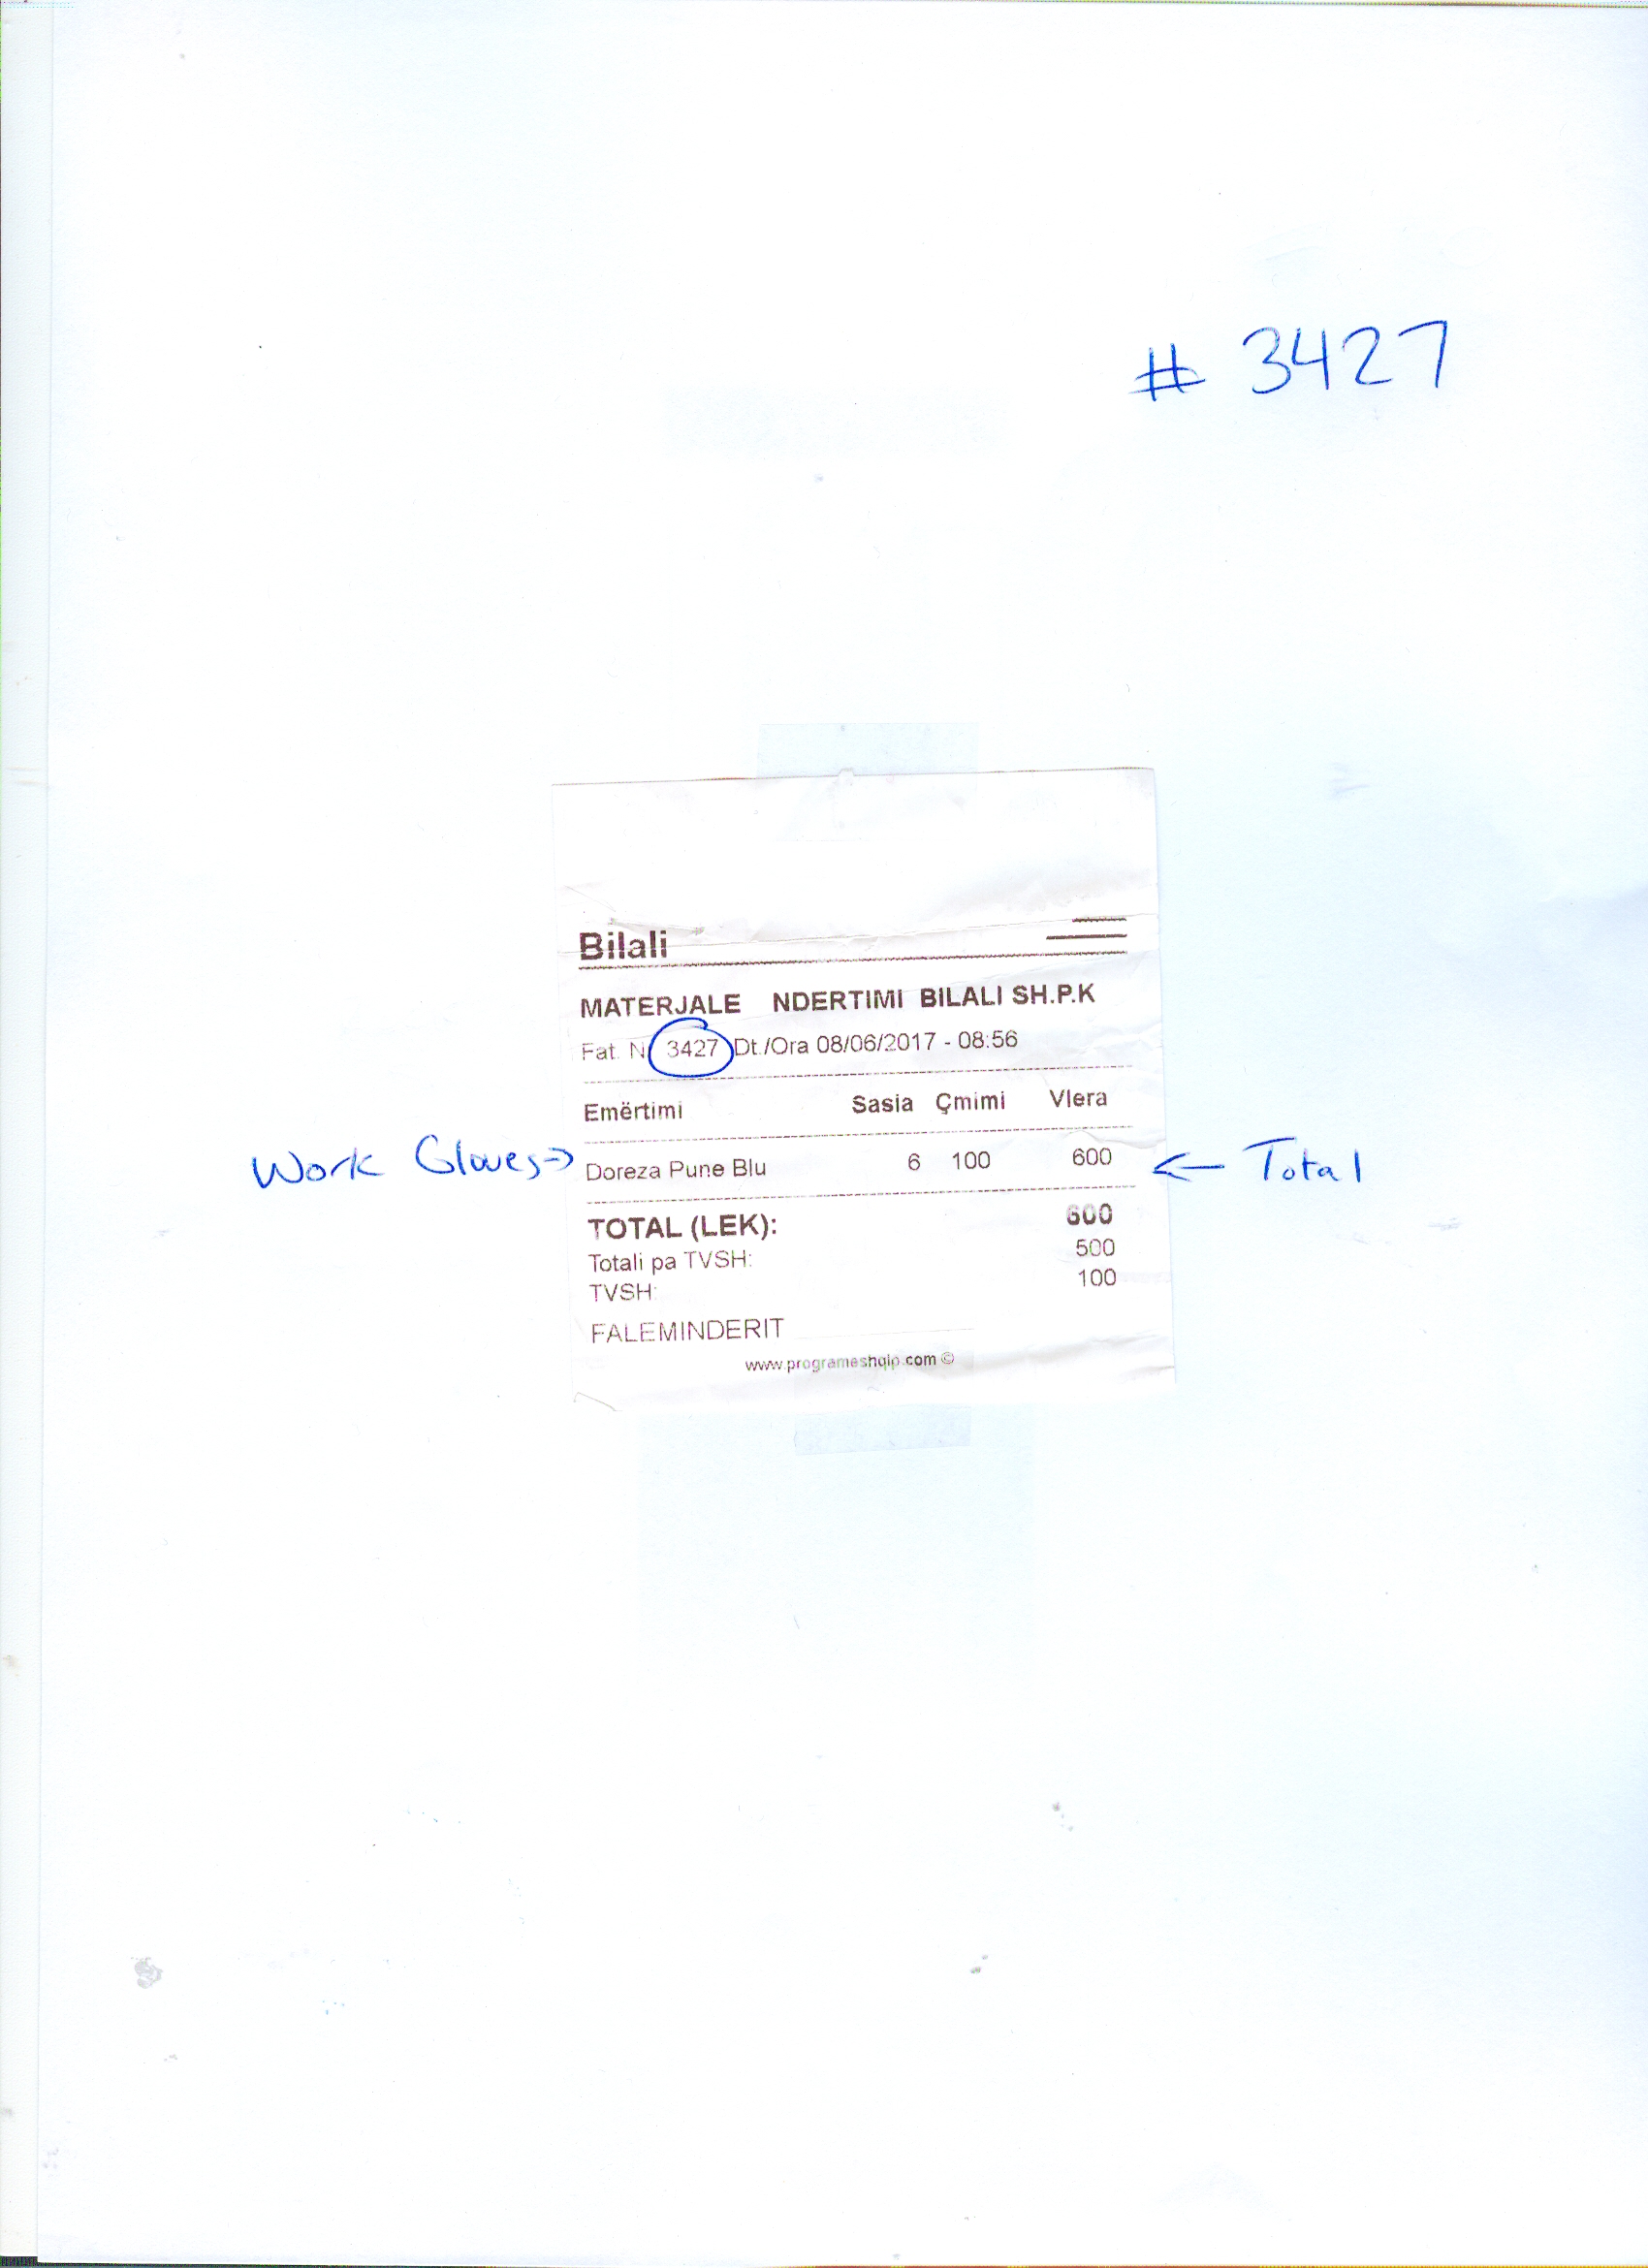 # 3427
Bilali
MATERJALE NDERTIMI BILALI SH.P.K
Fat. N 3427 Dt./Ora 08/06/2017 - 08:56
Emërtimi Sasia Çmimi Vlera
Work Gloves → Doreza Pune Blu 6 100 600 ← Total
TOTAL (LEK): 600
Totali pa TVSH: 500
TVSH: 100
FALEMINDERIT
www.programeshqip.com ©